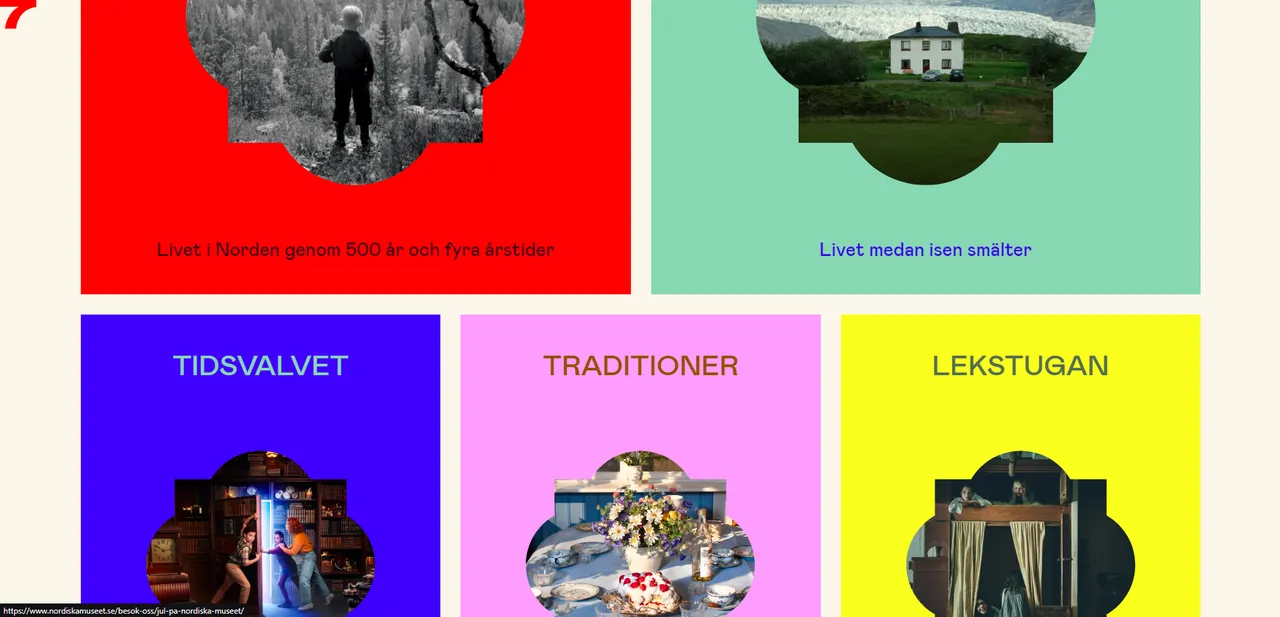 Livet i Norden genom 500 år och fyra årstider
Livet medan isen smälter
TIDSVALVET
TRADITIONER
LEKSTUGAN
https://www.nordiskamuseet.se/besok-oss/jul-pa-nordiska-museet/